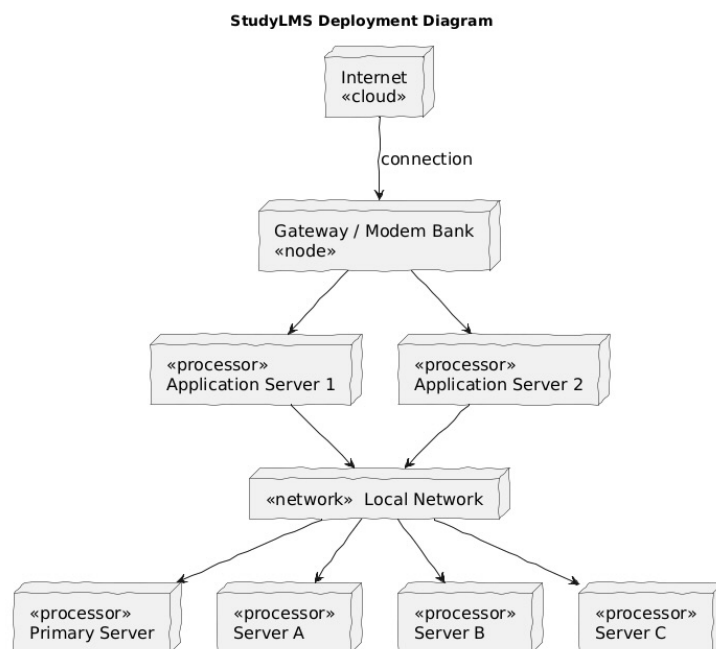 StudyLMS Deployment Diagram
Internet
«cloud»
connection
Gateway / Modem Bank
«node»
«processor»
Application Server 1
«processor»
Application Server 2
«network»  Local Network
«processor»
Primary Server
«processor»
Server A
«processor»
Server B
«processor»
Server C